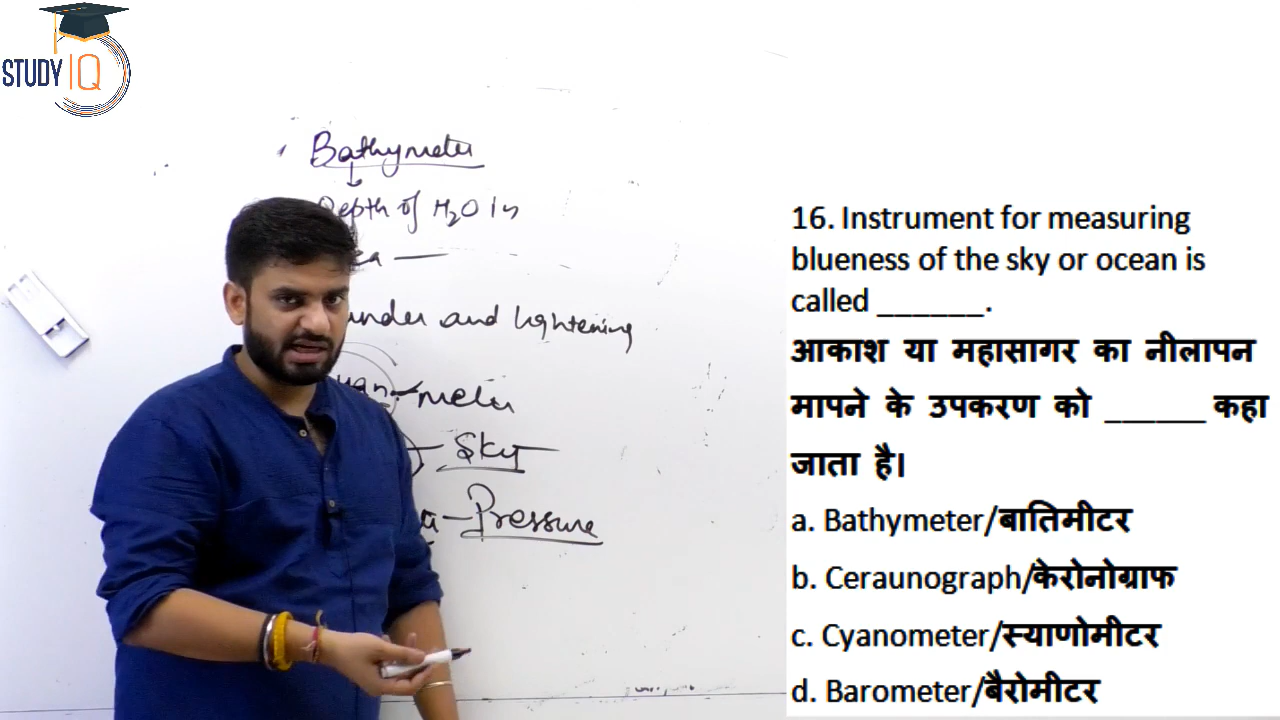 STUDY IQ
Bathymeter
Depth of H₂O in
and lightening
meter
Sky
Pressure
16. Instrument for measuring
blueness of the sky or ocean is
called ______.
आकाश या महासागर का नीलापन
मापने के उपकरण को ______ कहा
जाता है।
a. Bathymeter/बातिमीटर
b. Ceraunograph/केरोनोग्राफ
c. Cyanometer/स्याणोमीटर
d. Barometer/बैरोमीटर